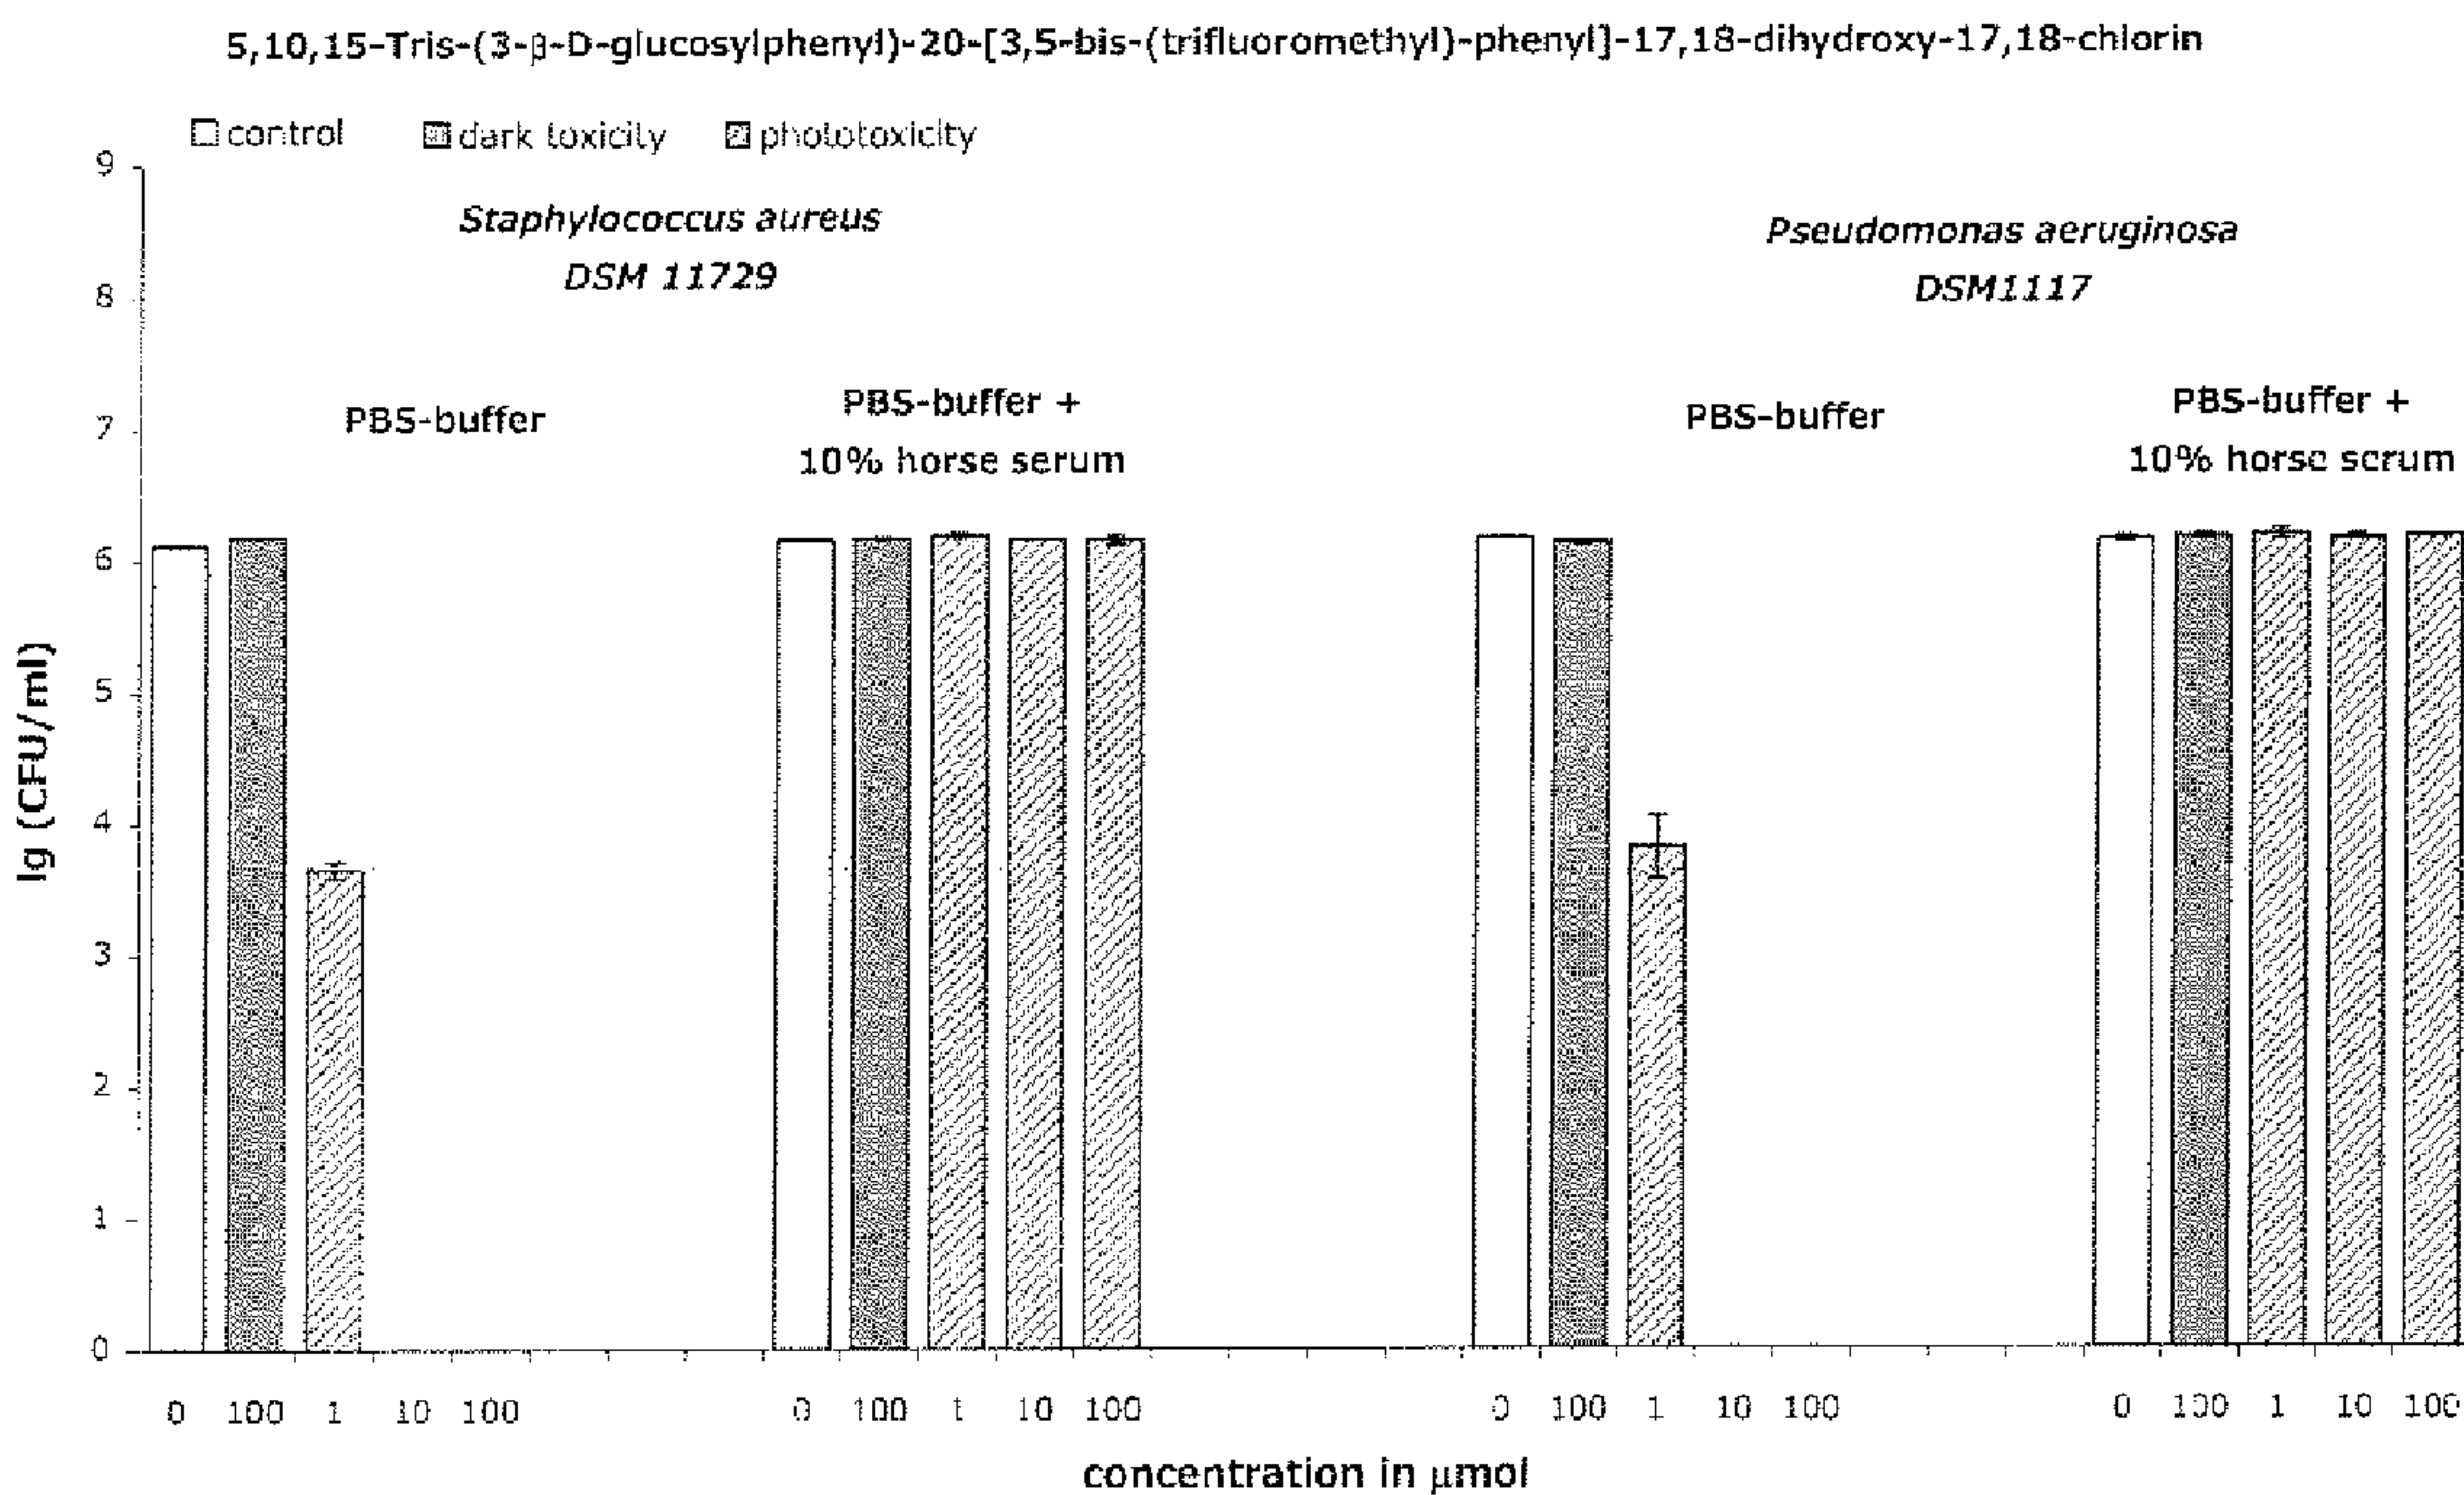 5,10,15-Tris-(3-β-D-glucosylphenyl)-20-[3,5-bis-(trifluoromethyl)-phenyl]-17,18-dihydroxy-17,18-chlorin
control dark toxicity phototoxicity
9
Staphylococcus aureus
DSM 11729
Pseudomonas aeruginosa
DSM1117
8
PBS-buffer
PBS-buffer +
10% horse serum
PBS-buffer
PBS-buffer +
10% horse serum
7
6
5
4
3
2
1
0
lg (CFU/ml)
0 100 1 10 100
0 100 1 10 100
0 100 1 10 100
0 100 1 10 100
concentration in μmol